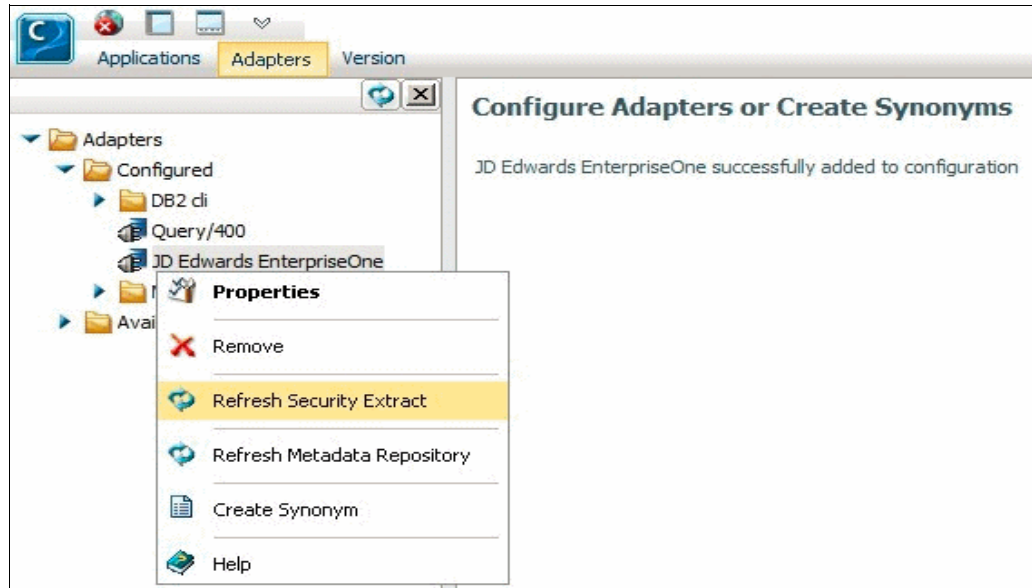 C
Applications Adapters Version
Configure Adapters or Create Synonyms
JD Edwards EnterpriseOne successfully added to configuration
Adapters
Configured
DB2 cli
Query/400
JD Edwards EnterpriseOne
Avai
Properties
Remove
Refresh Security Extract
Refresh Metadata Repository
Create Synonym
Help